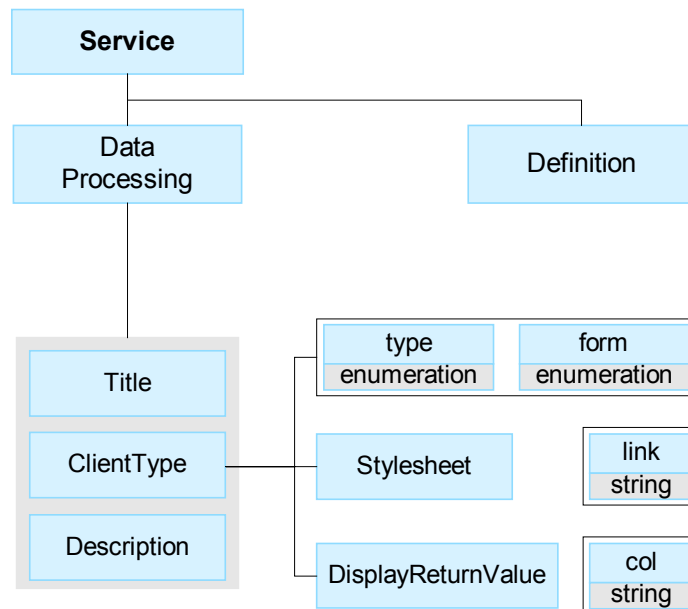 Service
Data
Processing
Definition
type
enumeration
form
enumeration
Title
ClientType
Description
Stylesheet
link
string
DisplayReturnValue
col
string